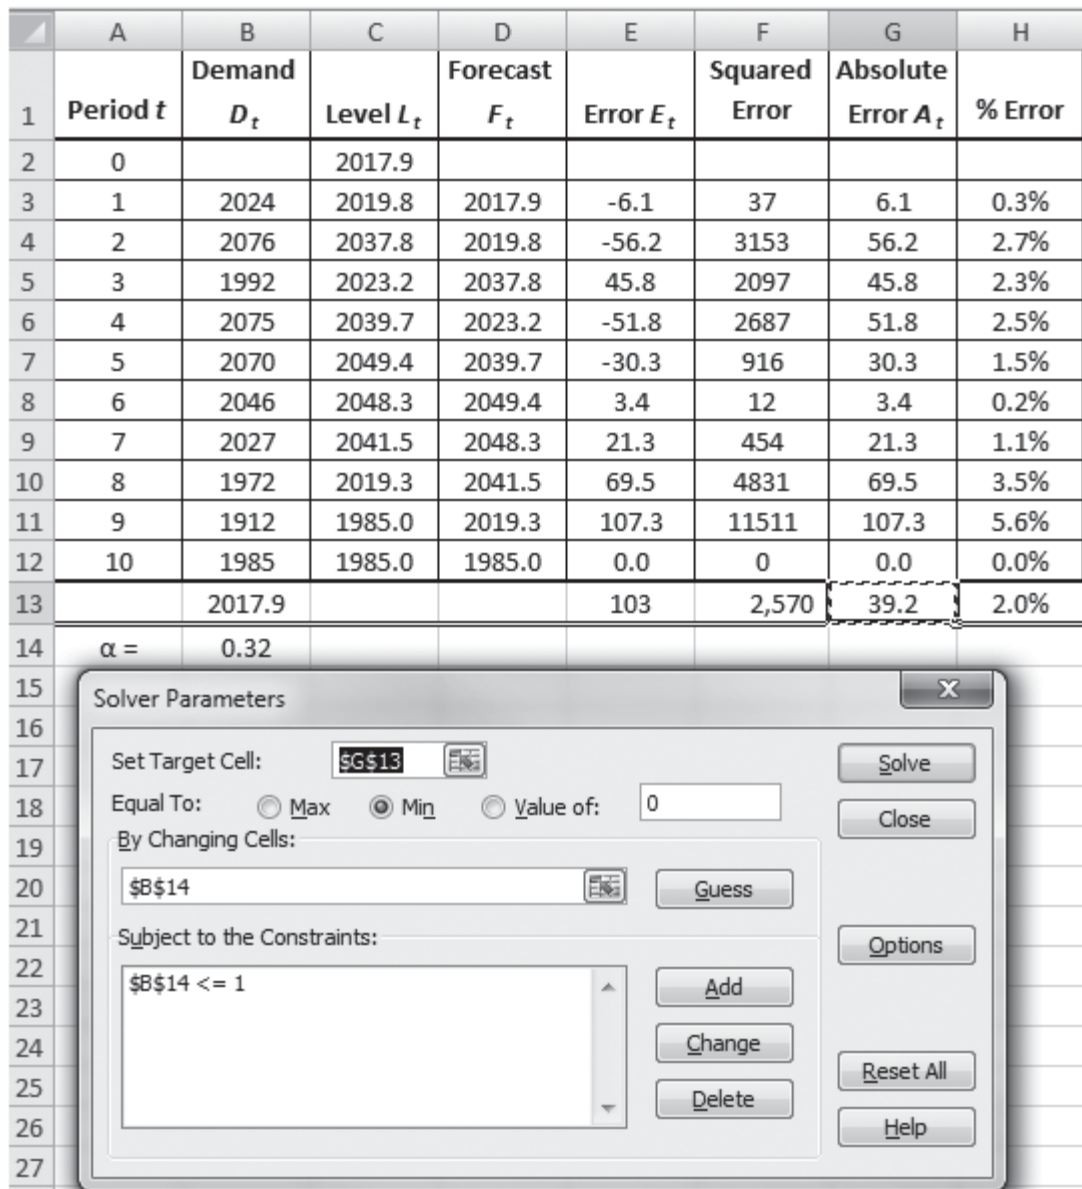 A B C D E F G H
Demand Forecast Squared Absolute
1 Period t D t Level L t F t Error E t Error Error A t % Error
2 0 2017.9
3 1 2024 2019.8 2017.9 -6.1 37 6.1 0.3%
4 2 2076 2037.8 2019.8 -56.2 3153 56.2 2.7%
5 3 1992 2023.2 2037.8 45.8 2097 45.8 2.3%
6 4 2075 2039.7 2023.2 -51.8 2687 51.8 2.5%
7 5 2070 2049.4 2039.7 -30.3 916 30.3 1.5%
8 6 2046 2048.3 2049.4 3.4 12 3.4 0.2%
9 7 2027 2041.5 2048.3 21.3 454 21.3 1.1%
10 8 1972 2019.3 2041.5 69.5 4831 69.5 3.5%
11 9 1912 1985.0 2019.3 107.3 11511 107.3 5.6%
12 10 1985 1985.0 1985.0 0.0 0 0.0 0.0%
13 2017.9 103 2,570 39.2 2.0%
14 α = 0.32
15 Solver Parameters
16
17 Set Target Cell: $G$13 Solve
18 Equal To: Max Min Value of: 0 Close
19 By Changing Cells:
20 $B$14 Guess
21 Subject to the Constraints: Options
22
23 $B$14 <= 1 Add
24 Change
25 Reset All
26 Delete Help
27